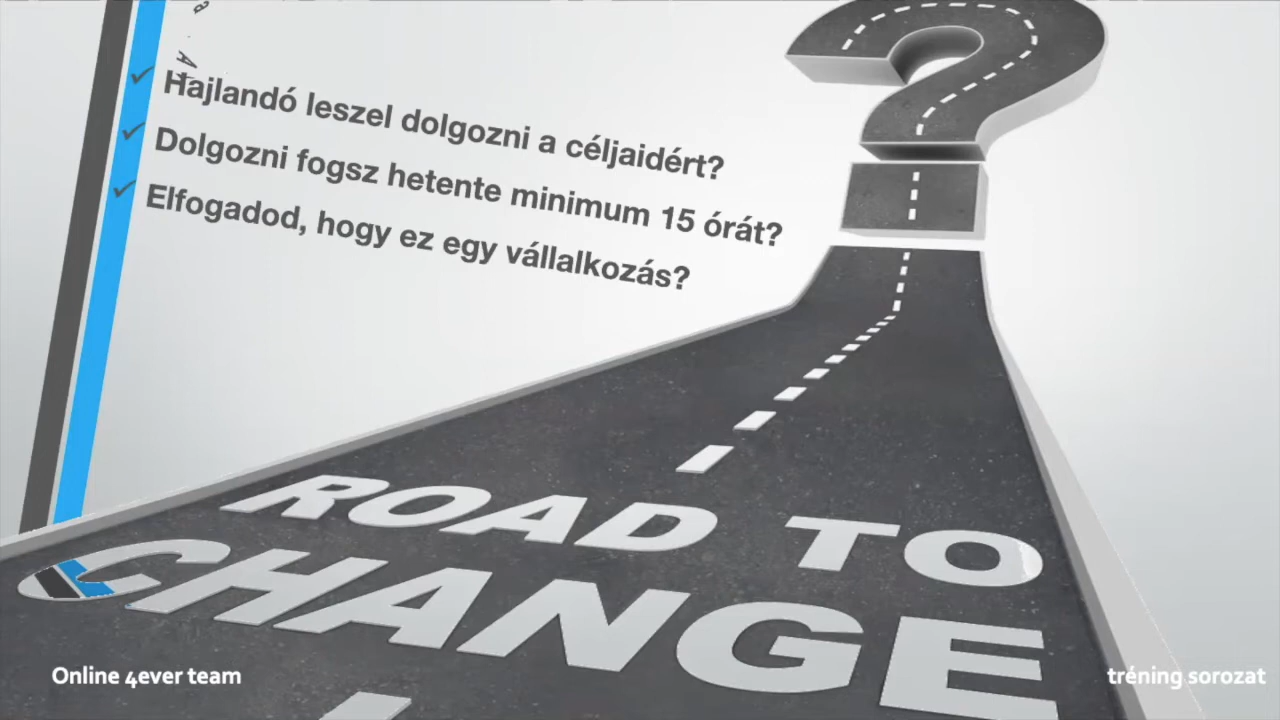 Hajlandó leszel dolgozni a céljaidért?
Dolgozni fogsz hetente minimum 15 órát?
Elfogadod, hogy ez egy vállalkozás?
ROAD TO
CHANGE
Online 4ever team
tréning sorozat